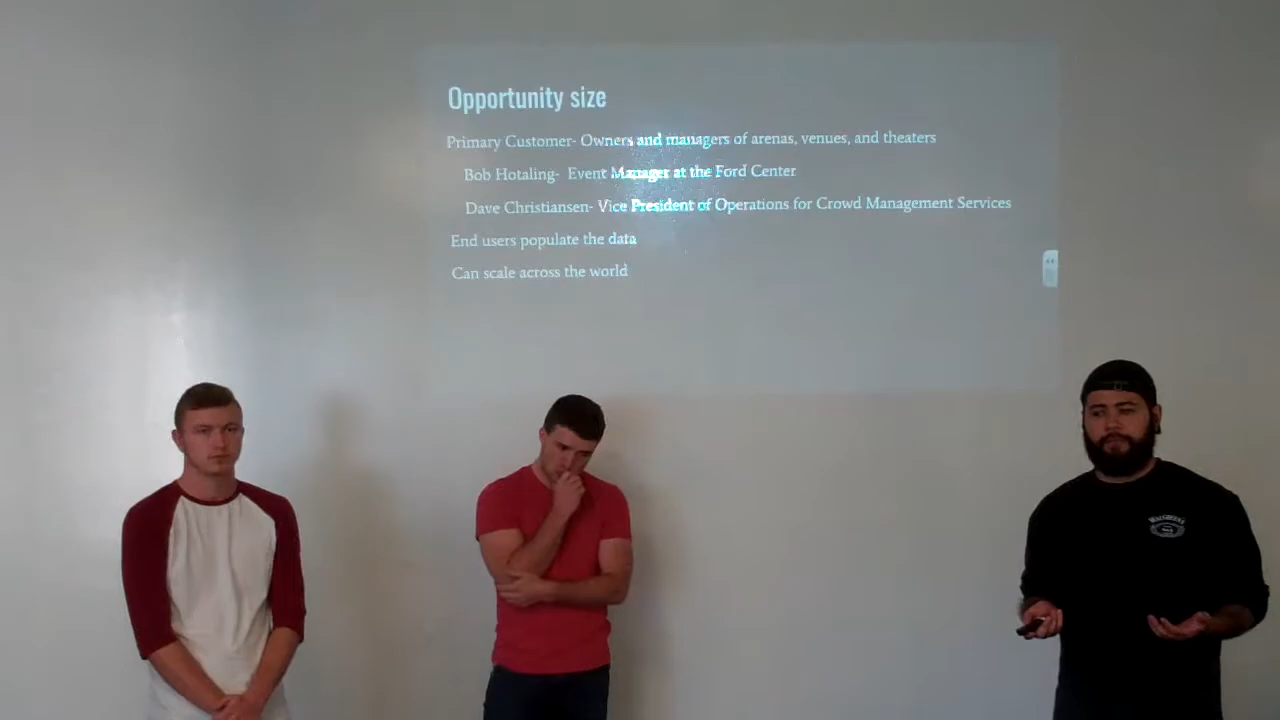 Opportunity size
Primary Customer- Owners and managers of arenas, venues, and theaters
Bob Hotaling- Event Manager at the Ford Center
Dave Christiansen- Vice President of Operations for Crowd Management Services
End users populate the data
Can scale across the world